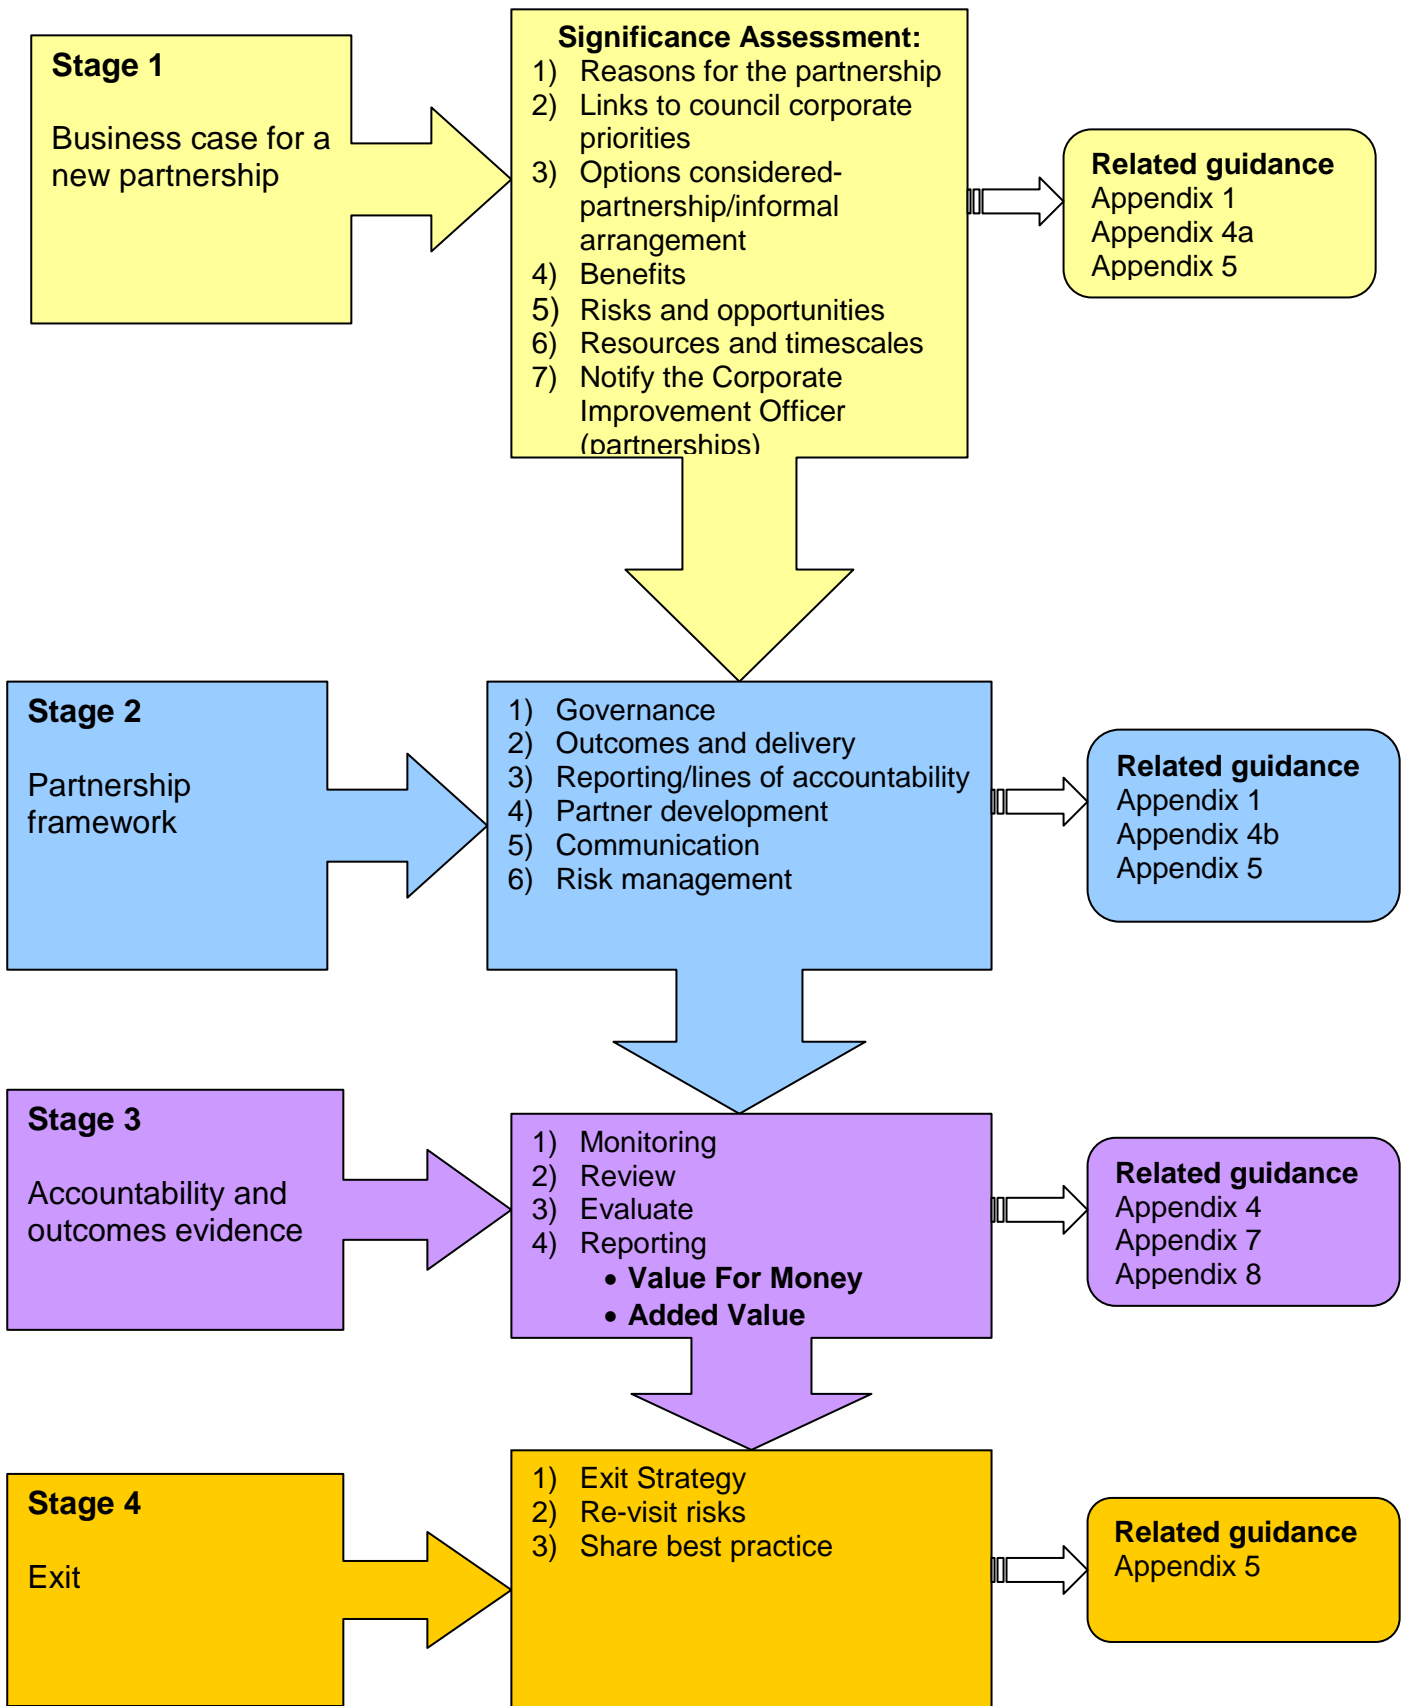 Stage 1
Business case for a
new partnership
Significance Assessment:
1) Reasons for the partnership
2) Links to council corporate
priorities
3) Options considered-
partnership/informal
arrangement
4) Benefits
5) Risks and opportunities
6) Resources and timescales
7) Notify the Corporate
Improvement Officer
(partnerships)
Related guidance
Appendix 1
Appendix 4a
Appendix 5
Stage 2
Partnership
framework
1) Governance
2) Outcomes and delivery
3) Reporting/lines of accountability
4) Partner development
5) Communication
6) Risk management
Related guidance
Appendix 1
Appendix 4b
Appendix 5
Stage 3
Accountability and
outcomes evidence
1) Monitoring
2) Review
3) Evaluate
4) Reporting
• Value For Money
• Added Value
Related guidance
Appendix 4
Appendix 7
Appendix 8
Stage 4
Exit
1) Exit Strategy
2) Re-visit risks
3) Share best practice
Related guidance
Appendix 5